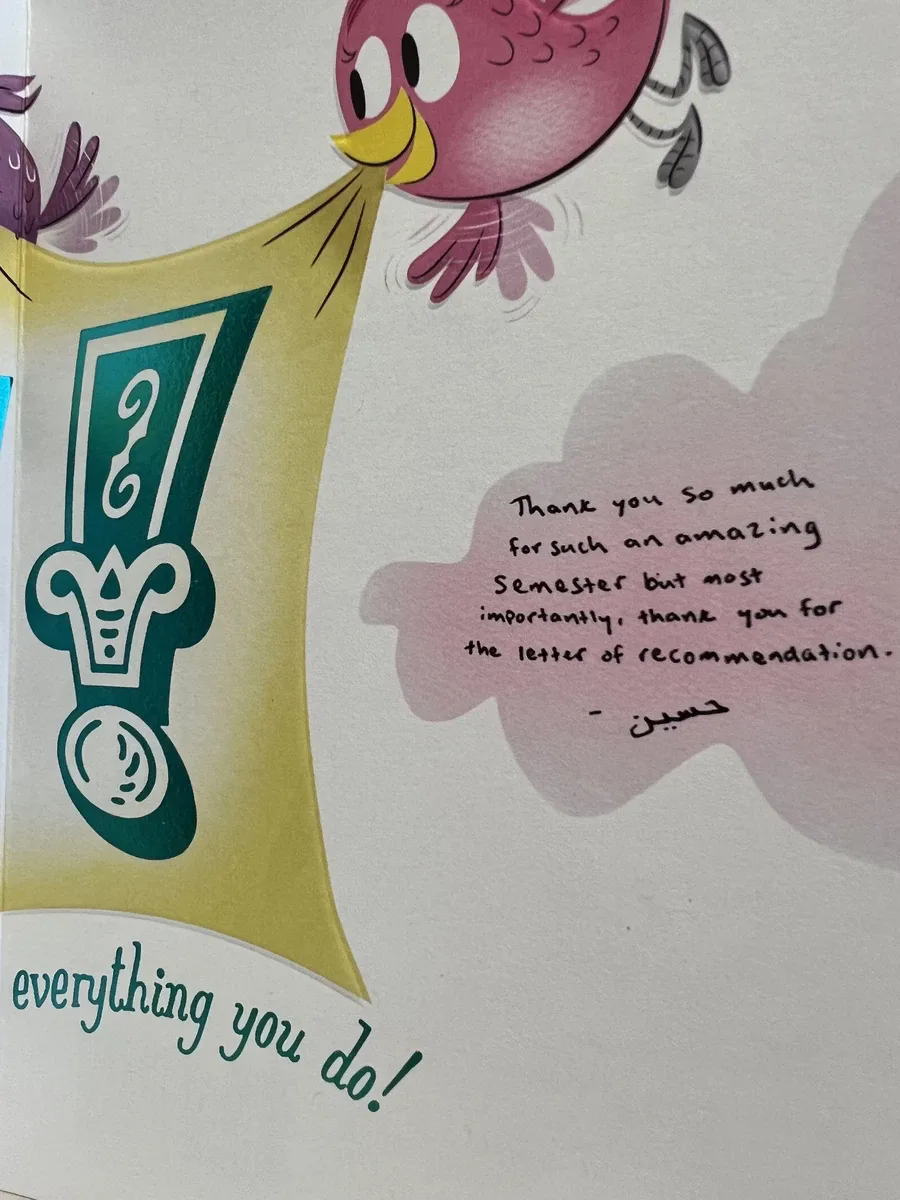 !
Thank you so much
for such an amazing
semester but most
importantly, thank you for
the letter of recommendation.
- حسين
everything you do!